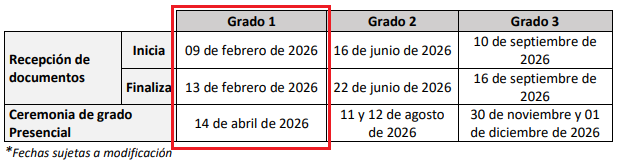 Grado 1 Grado 2 Grado 3
Recepción de documentos Inicia 09 de febrero de 2026 16 de junio de 2026 10 de septiembre de 2026
Finaliza 13 de febrero de 2026 22 de junio de 2026 16 de septiembre de 2026
Ceremonia de grado Presencial 14 de abril de 2026 11 y 12 de agosto de 2026 30 de noviembre y 01 de diciembre de 2026
*Fechas sujetas a modificación